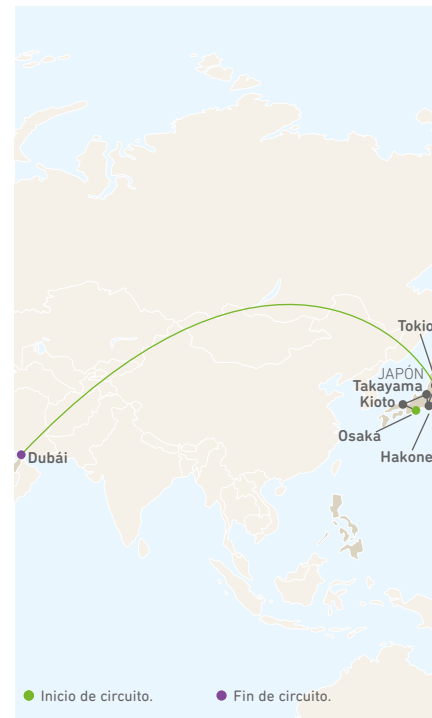 Tokio
JAPÓN
Takayama
Kioto
Osaka
Hakone
Dubái
Inicio de circuito.
Fin de circuito.